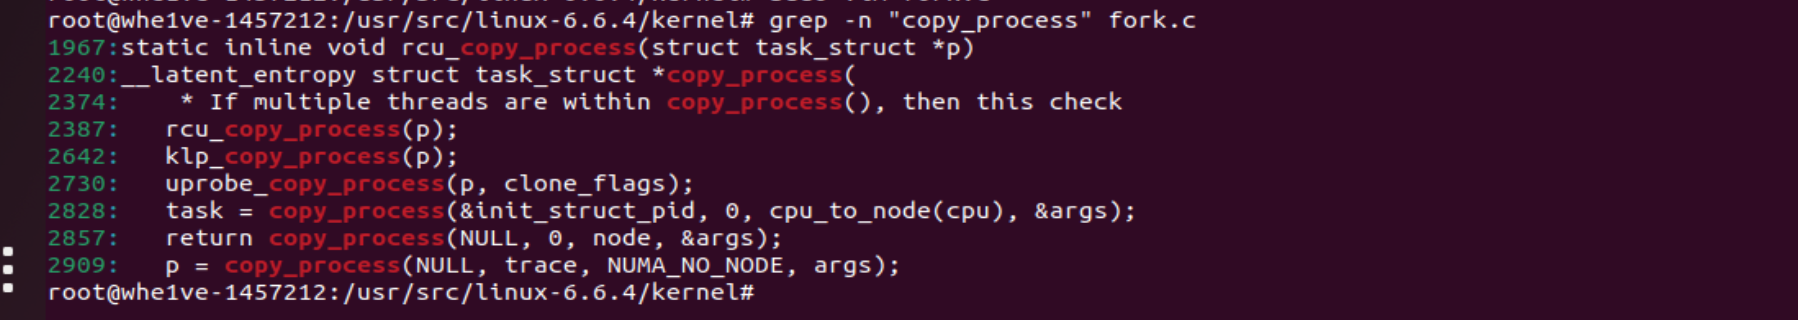 root@whe1ve-1457212:/usr/src/linux-6.6.4/kernel# grep -n "copy_process" fork.c
1967:static inline void rcu_copy_process(struct task_struct *p)
2240:__latent_entropy struct task_struct *copy_process(
2374:	 * If multiple threads are within copy_process(), then this check
2387:	rcu_copy_process(p);
2642:	klp_copy_process(p);
2730:	uprobe_copy_process(p, clone_flags);
2828:	task = copy_process(&init_struct_pid, 0, cpu_to_node(cpu), &args);
2857:	return copy_process(NULL, 0, node, &args);
2909:	p = copy_process(NULL, trace, NUMA_NO_NODE, args);
root@whe1ve-1457212:/usr/src/linux-6.6.4/kernel#